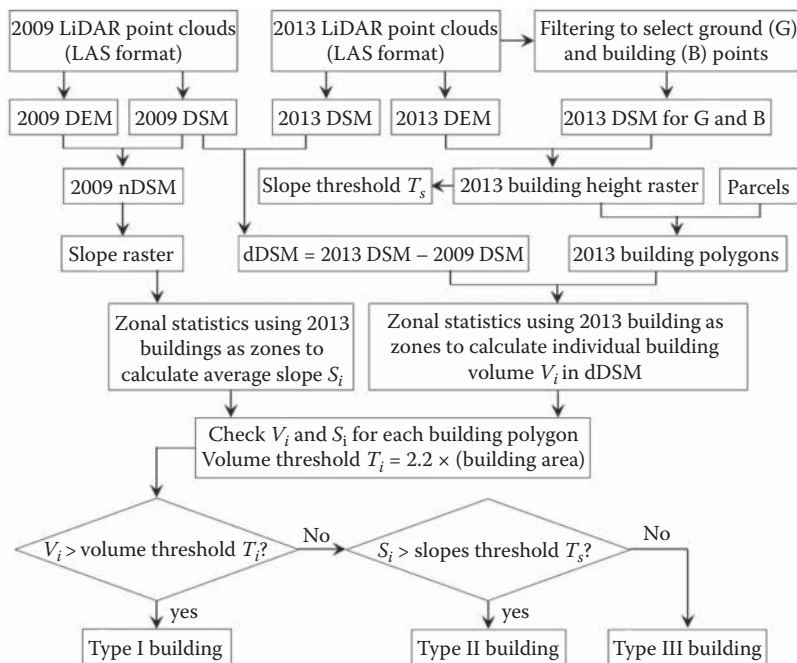 2009 LiDAR point clouds
(LAS format)
2013 LiDAR point clouds
(LAS format)
Filtering to select ground (G)
and building (B) points
2009 DEM
2009 DSM
2013 DSM
2013 DEM
2013 DSM for G and B
2009 nDSM
Slope threshold Ts
2013 building height raster
Parcels
Slope raster
dDSM = 2013 DSM – 2009 DSM
2013 building polygons
Zonal statistics using 2013
buildings as zones to
calculate average slope Si
Zonal statistics using 2013 building as
zones to calculate individual building
volume Vi in dDSM
Check Vi and Si for each building polygon
Volume threshold Ti = 2.2 × (building area)
Vi > volume threshold Ti?
No
Si > slopes threshold Ts?
No
yes
yes
Type I building
Type II building
Type III building